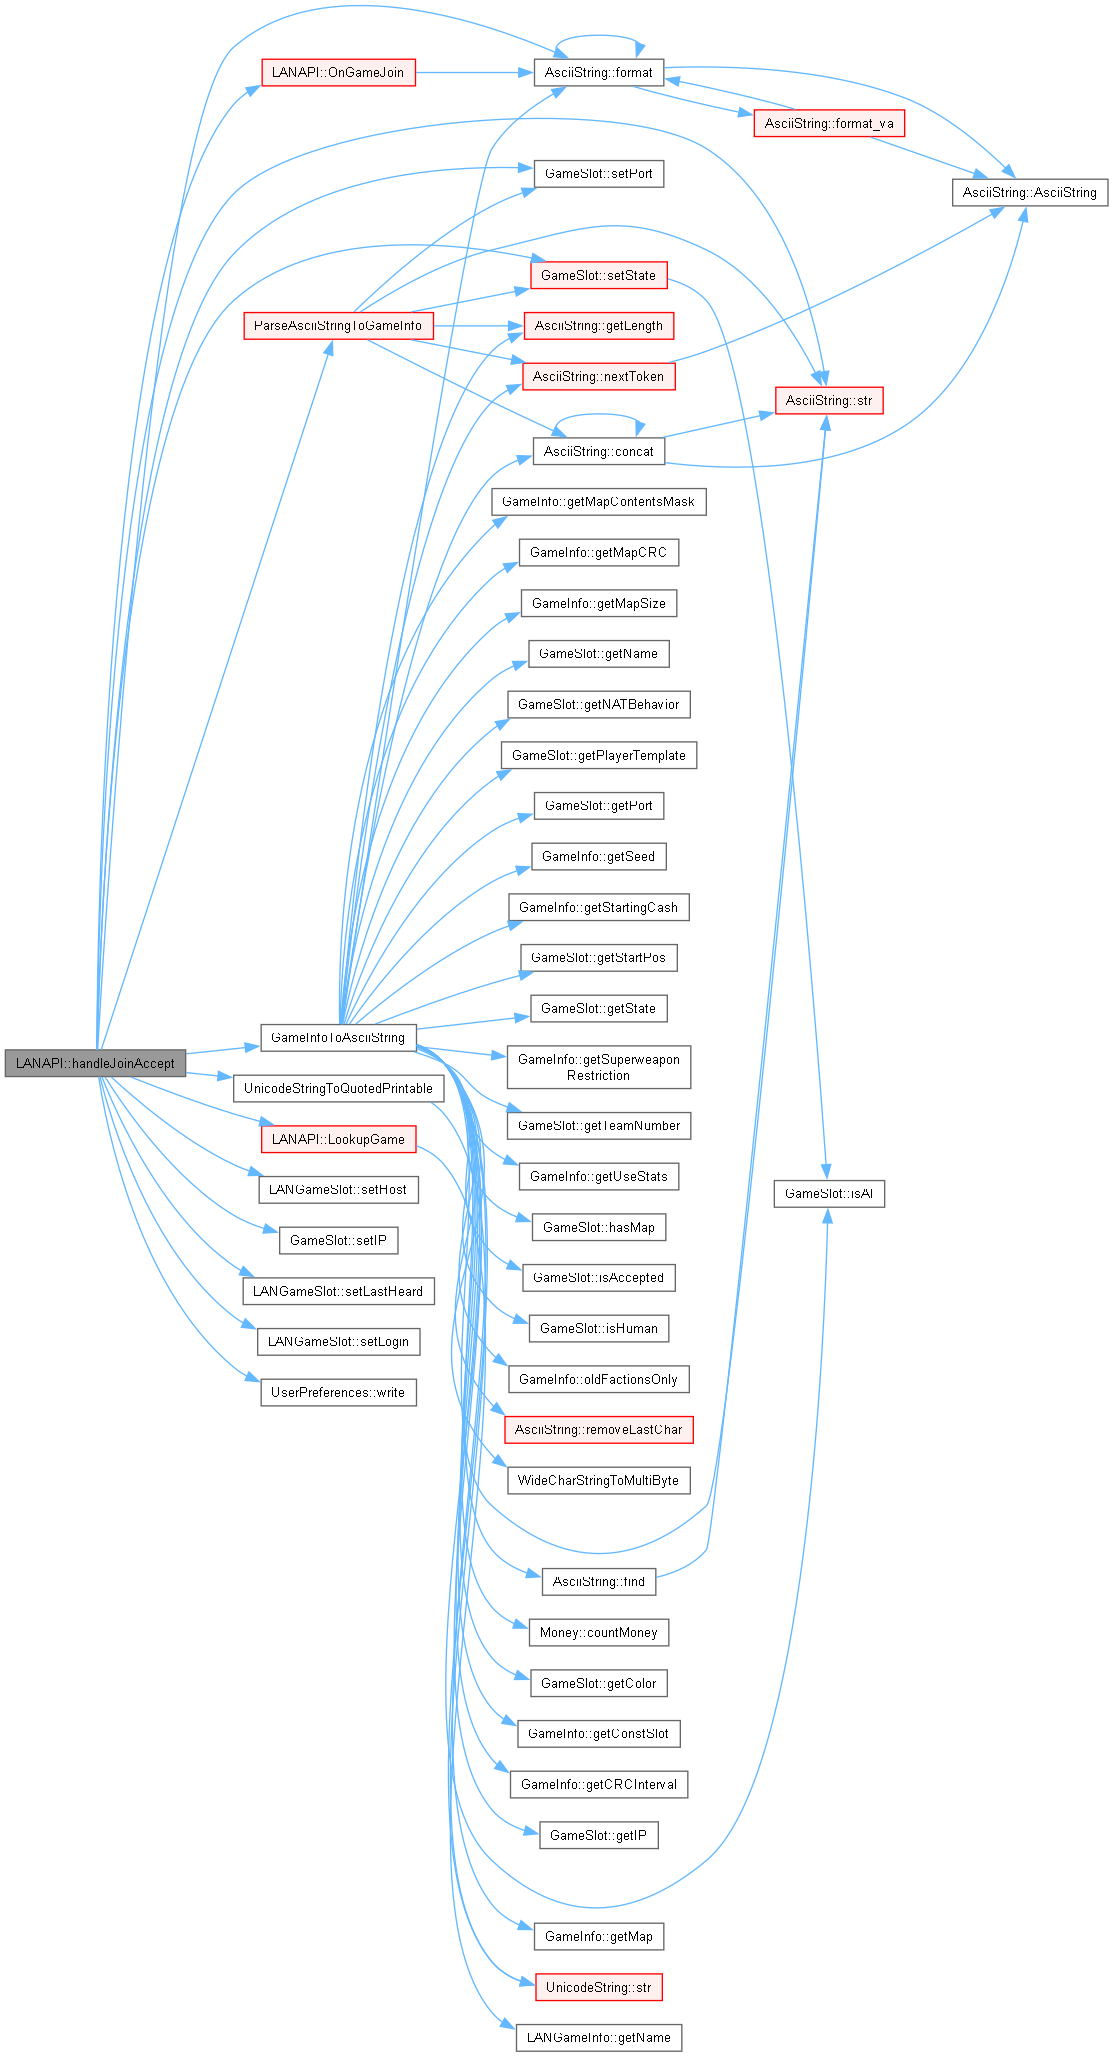 LANAPI::OnGameJoin
AsciiString::format
AsciiString::format_va
GameSlot::setPort
AsciiString::AsciiString
GameSlot::setState
ParseAsciiStringToGameInfo
AsciiString::getLength
AsciiString::nextToken
AsciiString::str
AsciiString::concat
GameInfo::getMapContentsMask
GameInfo::getMapCRC
GameInfo::getMapSize
GameSlot::getName
GameSlot::getNATBehavior
GameSlot::getPlayerTemplate
GameSlot::getPort
GameInfo::getSeed
GameInfo::getStartingCash
GameSlot::getStartPos
GameSlot::getState
GameInfoToAsciiString
LANAPI::handleJoinAccept
GameInfo::getSuperweapon
Restriction
UnicodeStringToQuotedPrintable
GameSlot::getTeamNumber
LANAPI::LookupGame
GameInfo::getUseStats
LANGameSlot::setHost
GameSlot::isAI
GameSlot::hasMap
GameSlot::setIP
GameSlot::isAccepted
LANGameSlot::setLastHeard
GameSlot::isHuman
LANGameSlot::setLogin
GameInfo::oldFactionsOnly
UserPreferences::write
AsciiString::removeLastChar
WideCharStringToMultiByte
AsciiString::find
Money::countMoney
GameSlot::getColor
GameInfo::getConstSlot
GameInfo::getCRCInterval
GameSlot::getIP
GameInfo::getMap
UnicodeString::str
LANGameInfo::getName